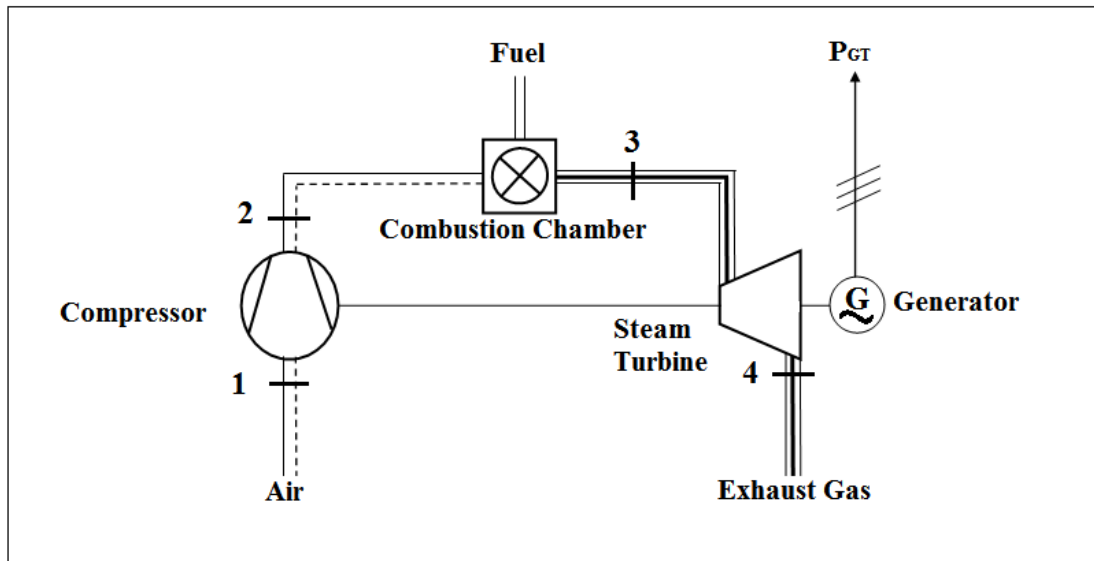 Fuel
PGT
3
2
Combustion Chamber
Compressor
G
Generator
Steam
Turbine
1
4
Air
Exhaust Gas